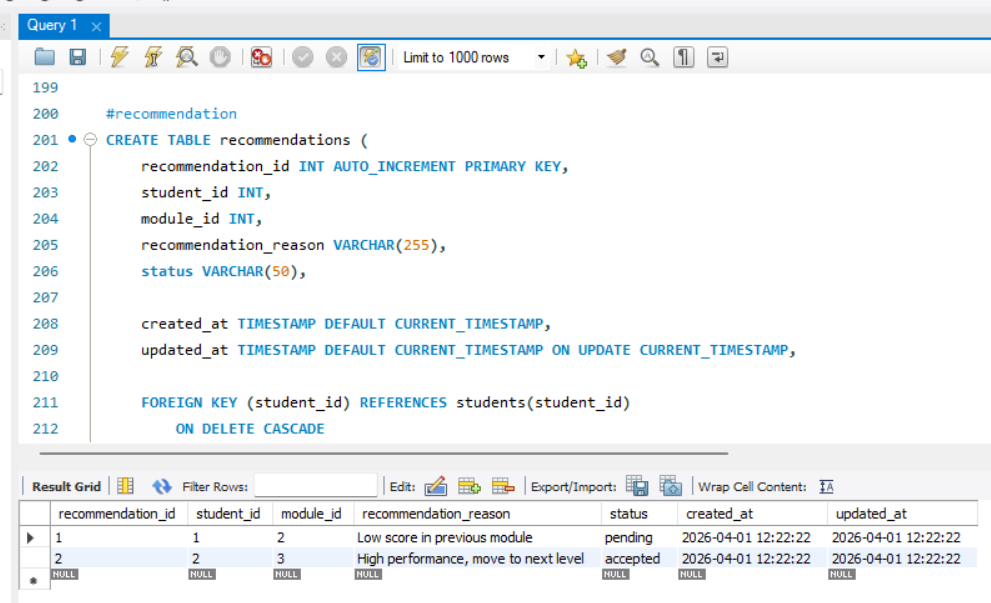 Query 1
Limit to 1000 rows
199
200 #recommendation
201 CREATE TABLE recommendations (
202 recommendation_id INT AUTO_INCREMENT PRIMARY KEY,
203 student_id INT,
204 module_id INT,
205 recommendation_reason VARCHAR(255),
206 status VARCHAR(50),
207
208 created_at TIMESTAMP DEFAULT CURRENT_TIMESTAMP,
209 updated_at TIMESTAMP DEFAULT CURRENT_TIMESTAMP ON UPDATE CURRENT_TIMESTAMP,
210
211 FOREIGN KEY (student_id) REFERENCES students(student_id)
212 ON DELETE CASCADE
Result Grid Filter Rows: Edit: Export/Import: Wrap Cell Content:
recommendation_id student_id module_id recommendation_reason status created_at updated_at
1 1 2 Low score in previous module pending 2026-04-01 12:22:22 2026-04-01 12:22:22
2 2 3 High performance, move to next level accepted 2026-04-01 12:22:22 2026-04-01 12:22:22
NULL NULL NULL NULL NULL NULL NULL